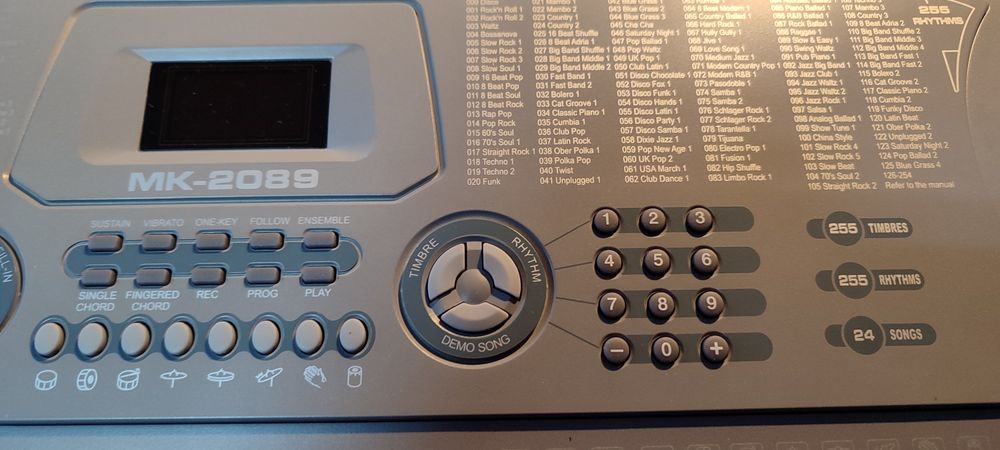 000 Disco
001 Rock'n'Roll 1
002 Rock'n'Roll 2
003 Waltz
004 Bossanova
005 Slow Rock 1
006 Slow Rock 2
007 Slow Rock 3
008 Slow Soul 1
009 16 Beat Pop
010 8 Beat Pop
011 8 Beat Soul
012 8 Beat Rock
013 Rap Pop
014 Pop Rock
015 60's Soul
016 70's Soul
017 Straight Rock 1
018 Techno 1
019 Techno 2
020 Funk
021 Mambo 1
022 Mambo 2
023 Country 1
024 Country 2
025 16 Beat Shuffle
026 8 Beat Adria 1
027 Big Band Shuffle 1
028 Big Band Middle 1
029 Big Band Middle 2
030 Fast Band 1
031 Fast Band 2
032 Bolero 1
033 Cat Groove 1
034 Classic Piano 1
035 Cumbia 1
036 Club Pop
037 Latin Rock
038 Ober Polka 1
039 Polka Pop
040 Twist
041 Unplugged 1
042 Blue Grass 1
043 Blue Grass 2
044 Blue Grass 3
045 Cha Cha
046 Saturday Night 1
047 Pop Ballad 1
048 Pop Waltz
049 UK Pop 1
050 Club Latin 1
051 Disco Chocolate 1
052 Disco Fox 1
053 Disco Funk 1
054 Disco Hands 1
055 Disco Latin 1
056 Disco Party 1
057 Disco Samba 1
058 Dixie Jazz 1
059 Pop New Age 1
060 UK Pop 2
061 USA March 1
062 Club Dance 1
064 8 Beat Modern
065 Country Ballad 1
066 Hard Rock 1
067 Hully Gully 1
068 Jive 1
069 Love Song 1
070 Medium Jazz 1
071 Modern Country Pop 1
072 Modern R&B 1
073 Pasodoble 1
074 Samba 1
075 Samba 2
076 Schlager Rock 1
077 Schlager Rock 2
078 Tarantella 1
079 Tijuana
080 Electro Pop 1
081 Fusion 1
082 Hip Shuffle
083 Limbo Rock 1
085 Piano Ballad 1
086 R&B Ballad 1
087 Rock Ballad 1
088 Reggae 1
089 Slow & Easy 1
090 Swing Waltz
091 Pub Piano 1
092 Jazz Big Band 1
093 Jazz Club 1
094 Jazz Waltz 1
095 Jazz Waltz 2
096 Jazz Rock 1
097 Salsa 1
098 Analog Ballad 1
099 Show Tune 1
100 China Style
101 Slow Rock 4
102 Slow Rock 5
103 Slow Beat
104 70's Soul 2
105 Straight Rock 2
107 Mambo 3
108 Country 3
109 8 Beat Adria 2
110 Big Band Shuffle 2
111 Big Band Middle 3
112 Big Band Middle 4
113 Big Band Fast 1
114 Big Band Fast 2
115 Bolero 2
116 Cat Groove 2
117 Classic Piano 2
118 Cumbia 2
119 Funky Disco
120 Latin Beat
121 Ober Polka 2
122 Unplugged 2
123 Saturday Night 2
124 Pop Ballad 2
125 Blue Grass 4
126-254
Refer to the manual
255
RHYTHMS
MK-2089
SUSTAIN VIBRATO ONE-KEY FOLLOW ENSEMBLE
SINGLE CHORD
FINGERED CHORD
REC
PROG
PLAY
FILL-IN
TIMBRE
RHYTHM
DEMO SONG
1 2 3
4 5 6
7 8 9
− 0 +
255 TIMBRES
255 RHYTHMS
24 SONGS